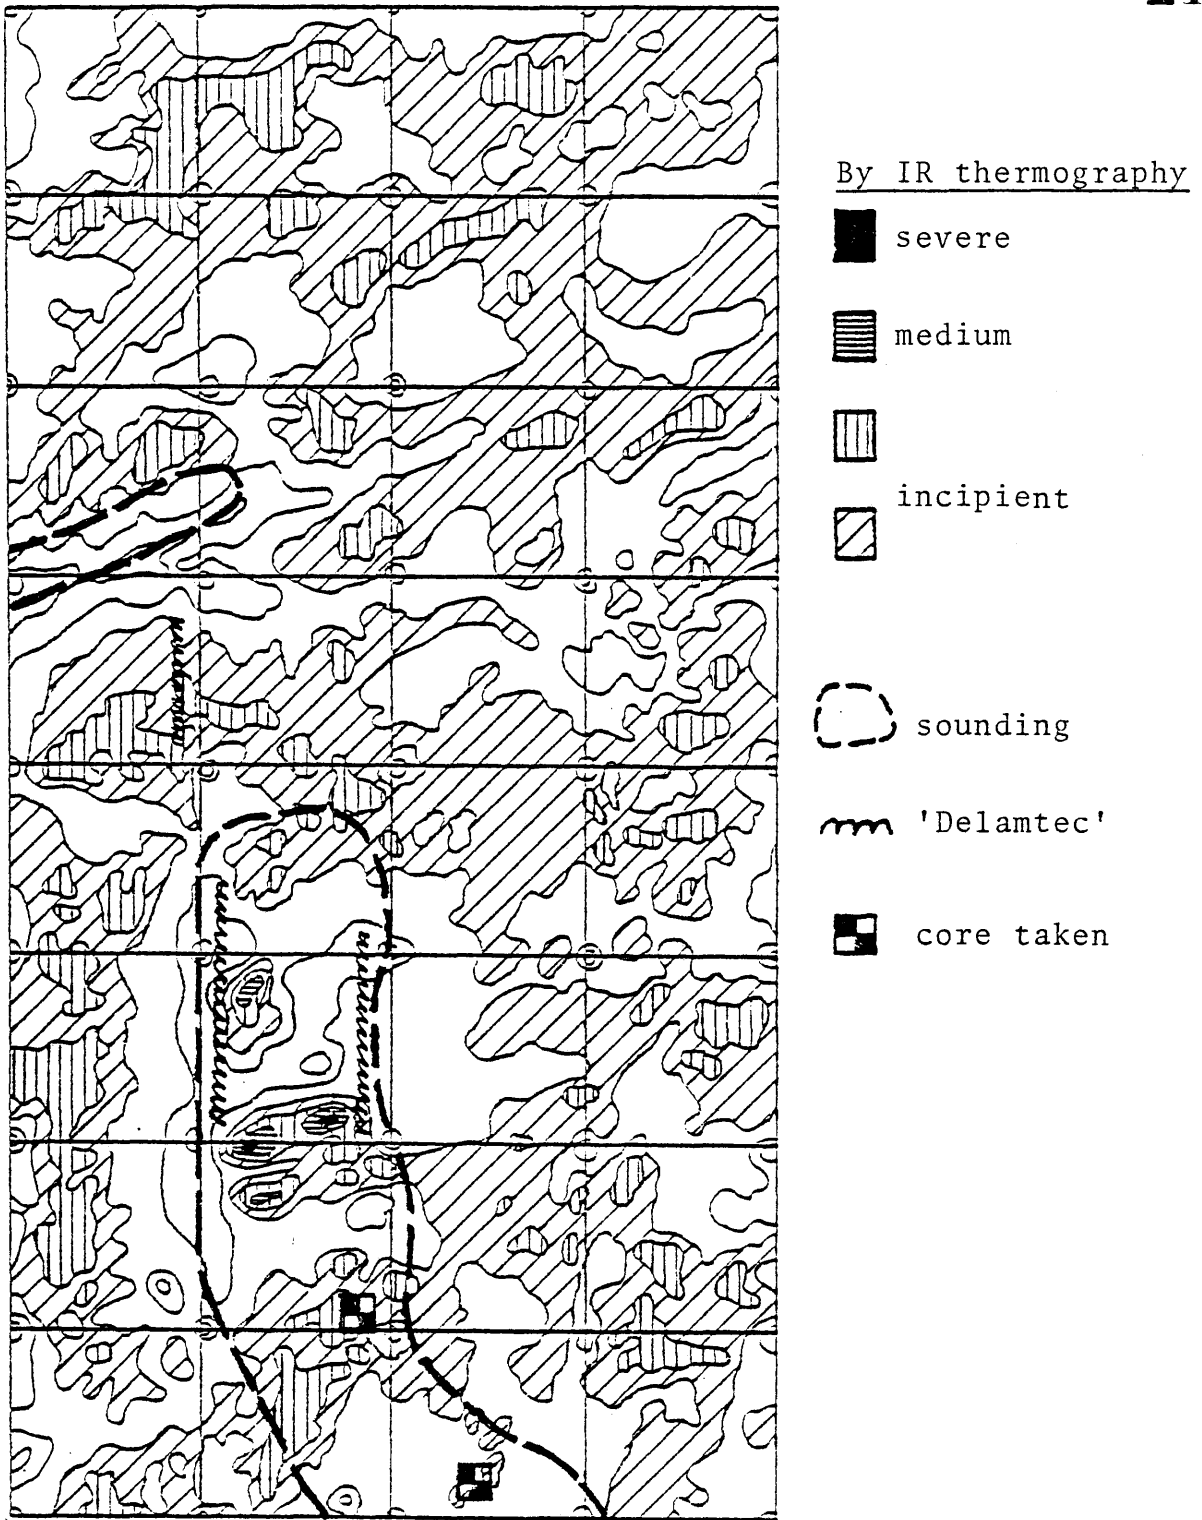 By IR thermography
severe
medium
incipient
sounding
'Delamtec'
core taken